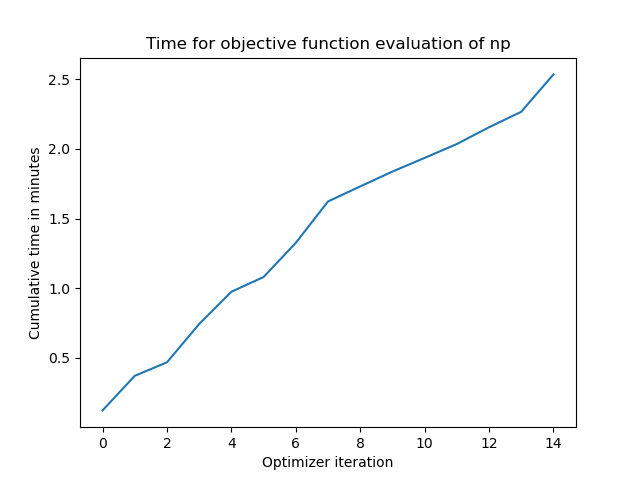 Time for objective function evaluation of np
Cumulative time in minutes
2.5
2.0
1.5
1.0
0.5
0 2 4 6 8 10 12 14
Optimizer iteration